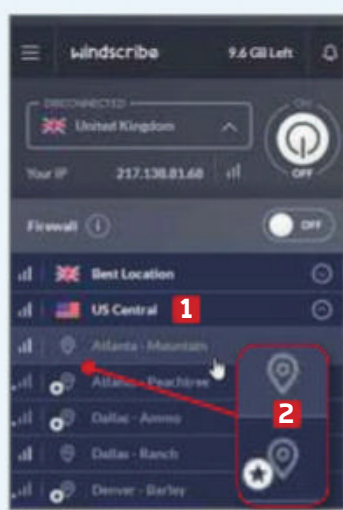 windscribe 9.6 GB Left
DISCONNECTED ON
United Kingdom
Your IP 217.138.81.68 OFF
Firewall i OFF
Best Location
US Central 1
Atlanta - Mountain
Atlanta - Peachtree
2
Dallas - Ammo
Dallas - Ranch
Denver - Barley